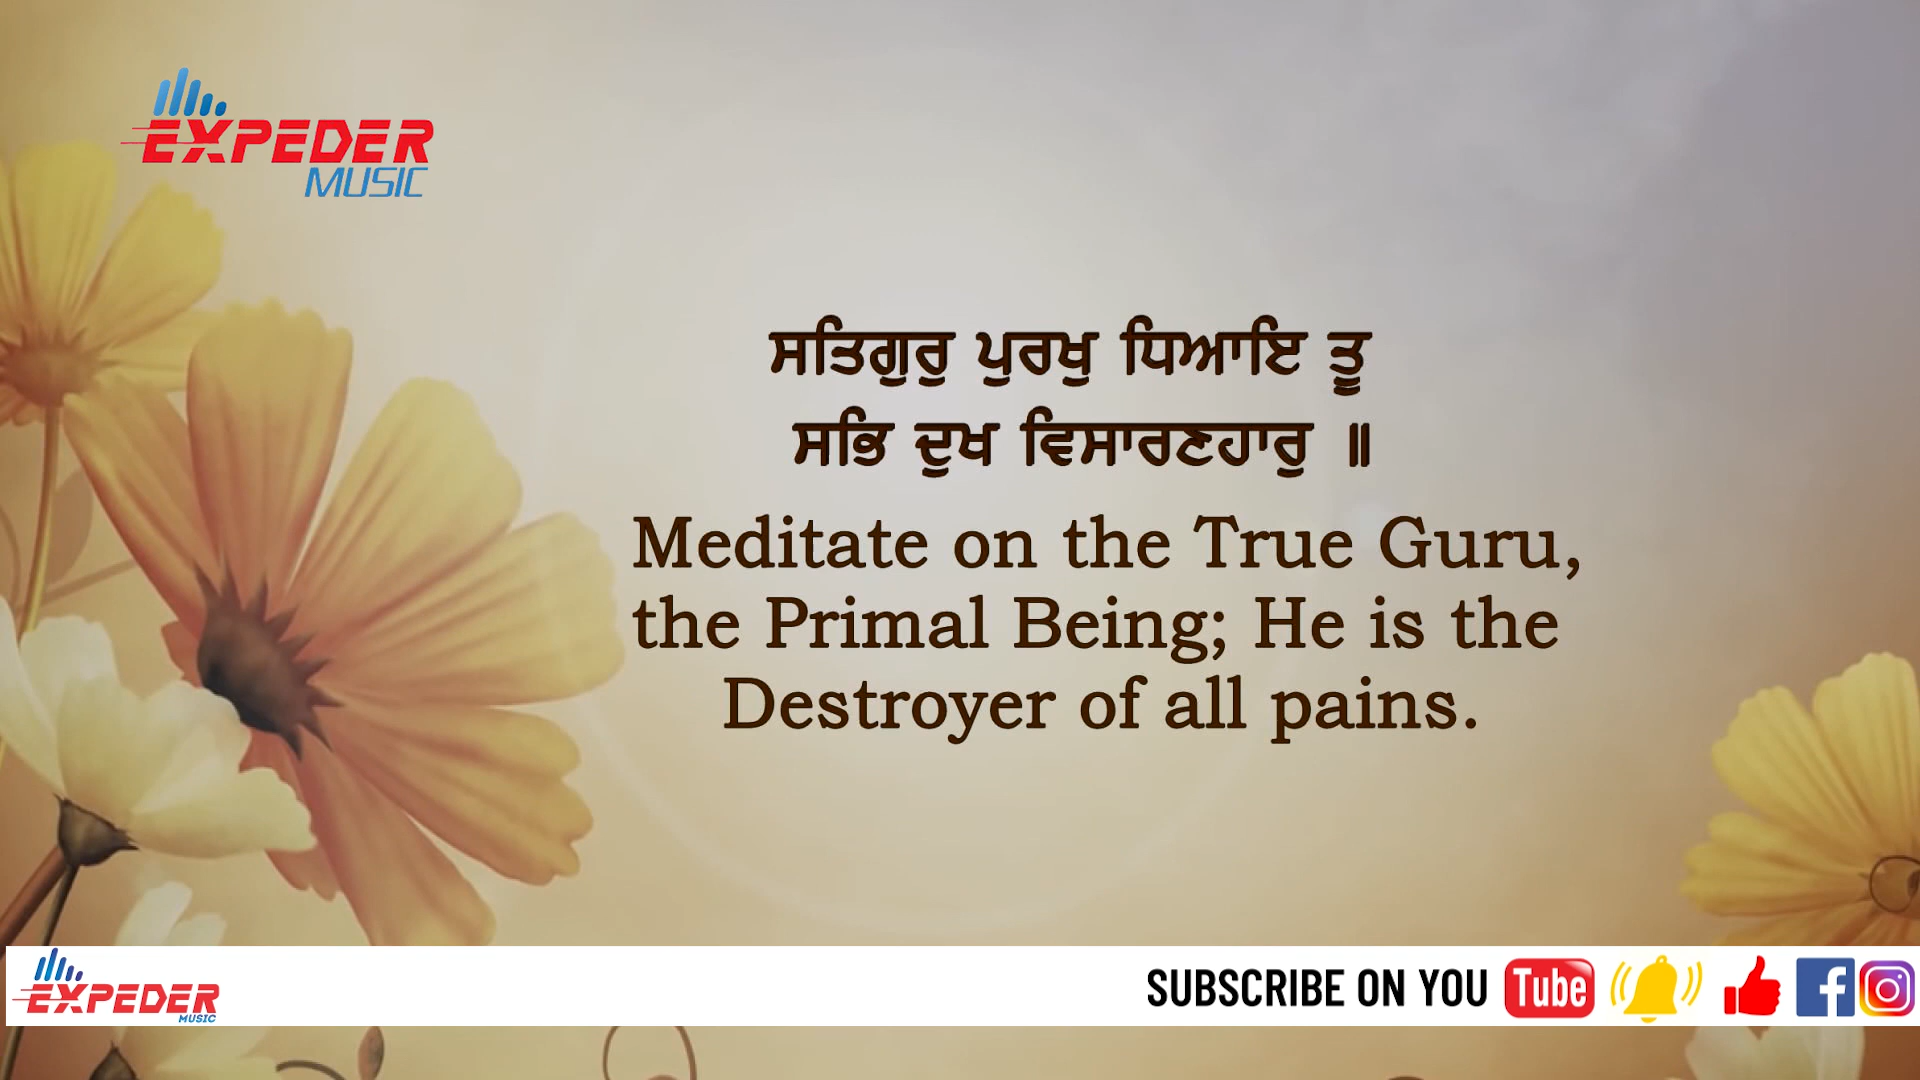 EXPEDER
MUSIC
ਸਤਿਗੁਰੁ ਪੁਰਖੁ ਧਿਆਇ ਤੂ
ਸਭਿ ਦੁਖ ਵਿਸਾਰਣਹਾਰੁ ॥
Meditate on the True Guru,
the Primal Being; He is the
Destroyer of all pains.
EXPEDER
MUSIC
SUBSCRIBE ON YOU Tube